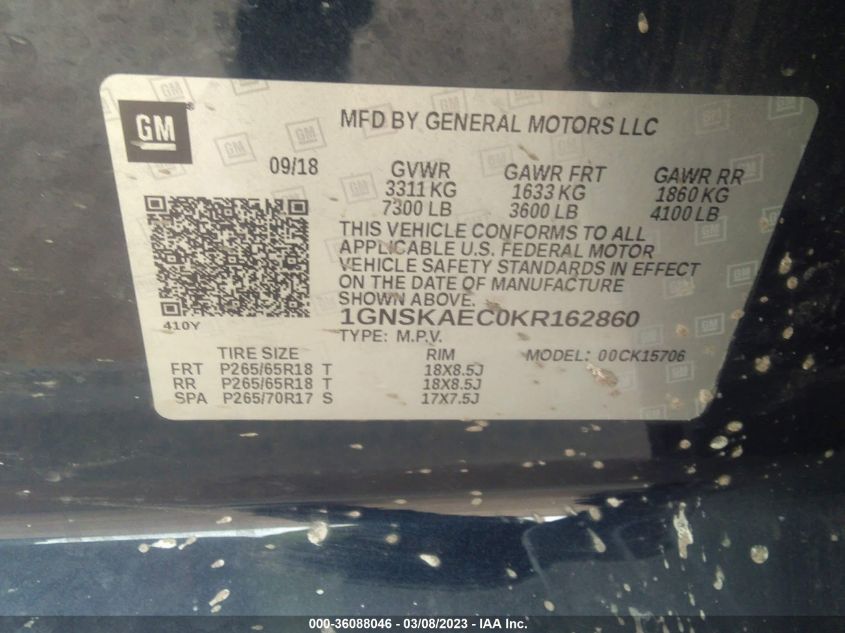 GM
MFD BY GENERAL MOTORS LLC
09/18 GVWR GAWR FRT GAWR RR
3311 KG 1633 KG 1860 KG
7300 LB 3600 LB 4100 LB
THIS VEHICLE CONFORMS TO ALL
APPLICABLE U.S. FEDERAL MOTOR
VEHICLE SAFETY STANDARDS IN EFFECT
ON THE DATE OF MANUFACTURE
SHOWN ABOVE.
410Y
1GNSKAEC0KR162860
TYPE: M.P.V.
TIRE SIZE RIM MODEL: 00CK15706
FRT P265/65R18 T 18X8.5J
RR P265/65R18 T 18X8.5J
SPA P265/70R17 S 17X7.5J
000-36088046 - 03/08/2023 - IAA Inc.